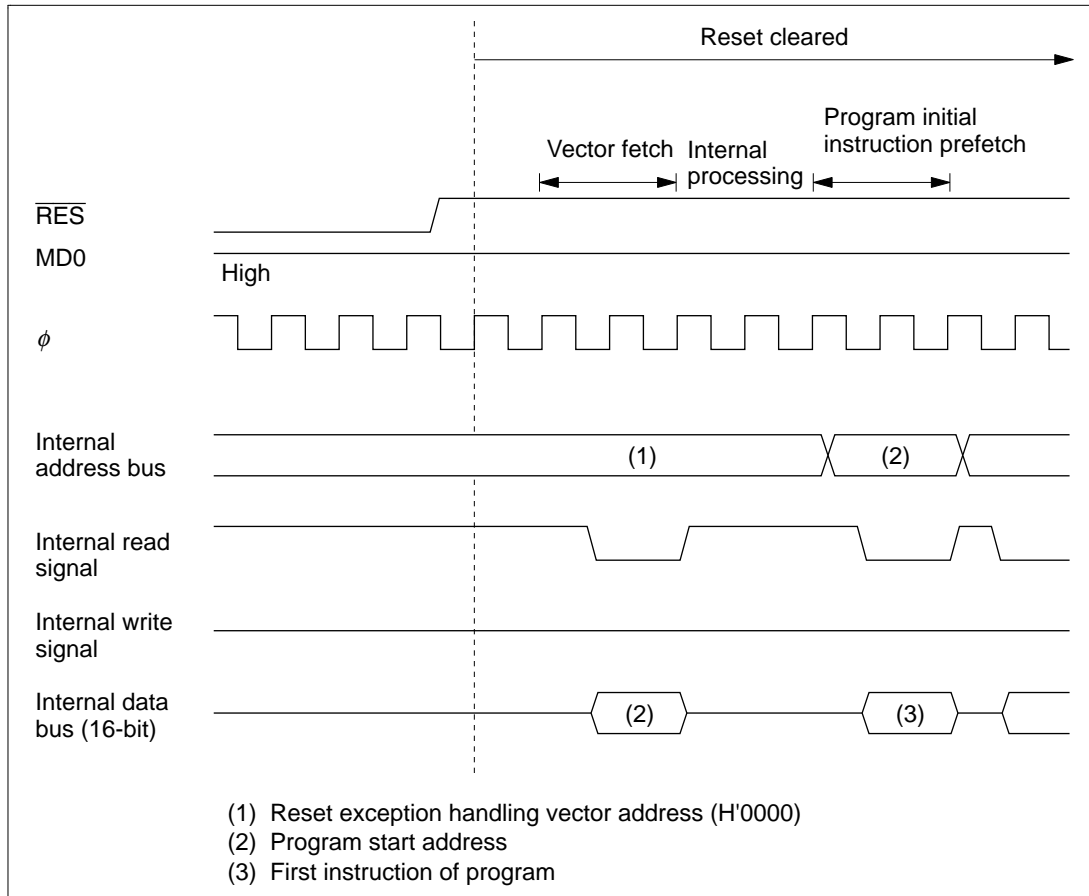 Reset cleared
Program initial
Vector fetch Internal instruction prefetch
processing
RES
MD0
High
φ
Internal
address bus
(1)
(2)
Internal read
signal
Internal write
signal
Internal data
bus (16-bit)
(2)
(3)
(1) Reset exception handling vector address (H'0000)
(2) Program start address
(3) First instruction of program